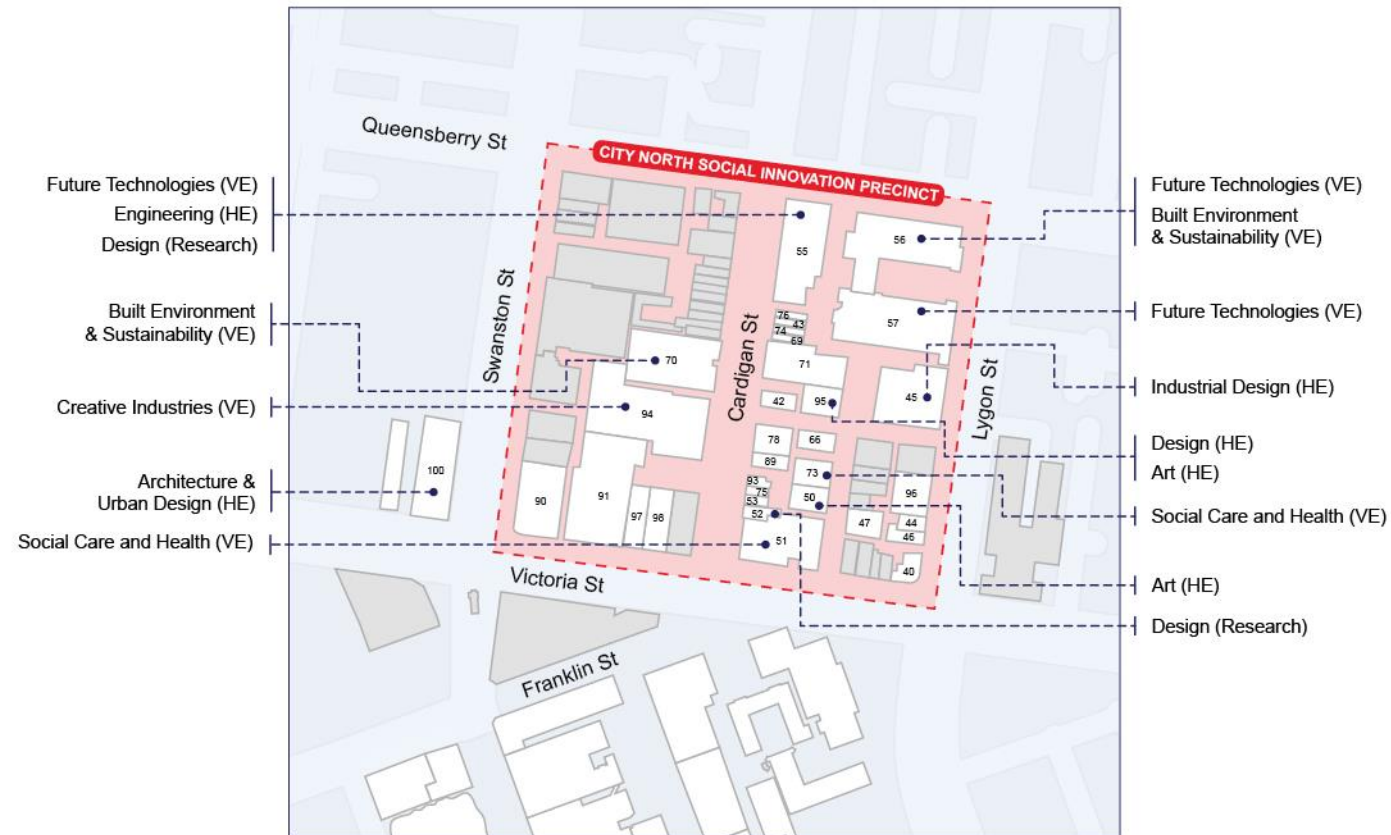 Queensberry St
CITY NORTH SOCIAL INNOVATION PRECINCT
Future Technologies (VE)
Engineering (HE)
Design (Research)
Built Environment
& Sustainability (VE)
Creative Industries (VE)
Architecture &
Urban Design (HE)
Social Care and Health (VE)
Swanston St
Cardigan St
Lygon St
Victoria St
Franklin St
55
56
76
43
74
69
57
70
71
42
95
45
94
78
66
89
73
93
75
53
50
52
51
96
47
44
46
40
100
90
91
97
98
Future Technologies (VE)
Built Environment
& Sustainability (VE)
Future Technologies (VE)
Industrial Design (HE)
Design (HE)
Art (HE)
Social Care and Health (VE)
Art (HE)
Design (Research)